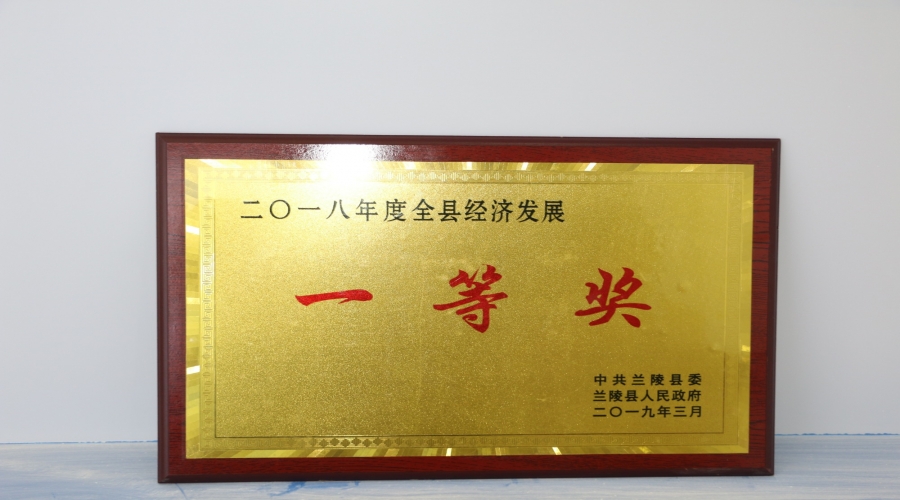 二〇一八年度全县经济发展
一等奖
中共兰陵县委
兰陵县人民政府
二〇一九年三月